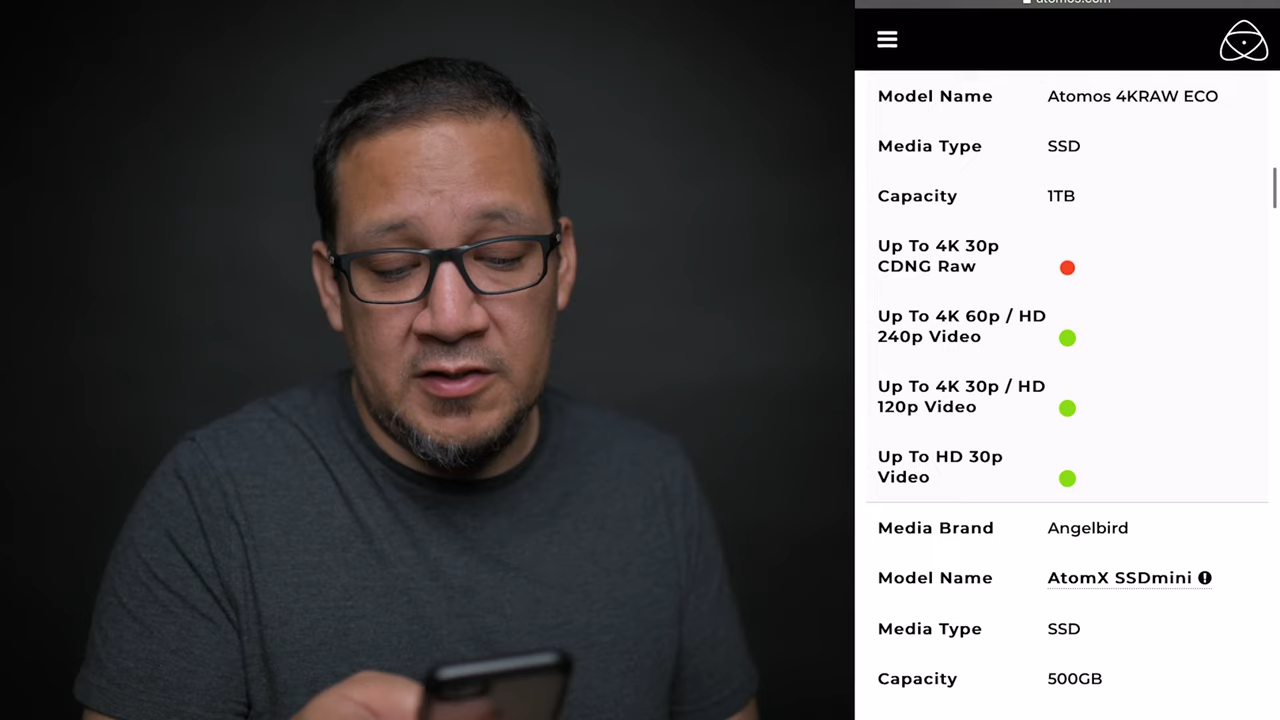 atomos.com
Model Name Atomos 4KRAW ECO
Media Type SSD
Capacity 1TB
Up To 4K 30p
CDNG Raw
Up To 4K 60p / HD
240p Video
Up To 4K 30p / HD
120p Video
Up To HD 30p
Video
Media Brand Angelbird
Model Name AtomX SSDmini
Media Type SSD
Capacity 500GB